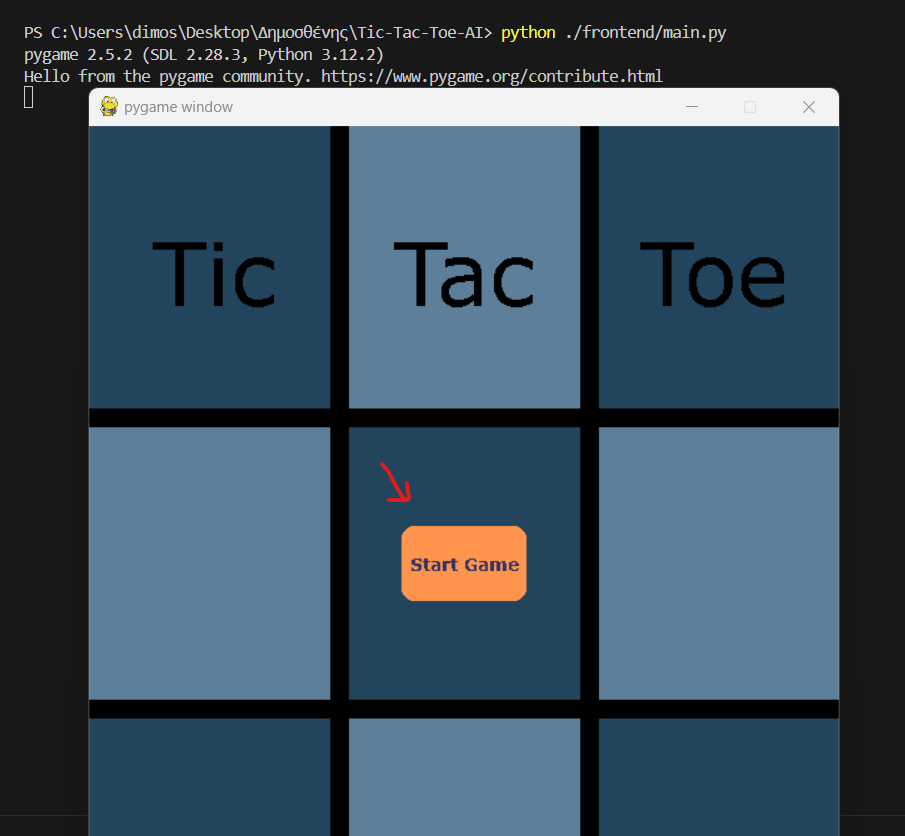 PS C:\Users\dimos\Desktop\Δημοσθένης\Tic-Tac-Toe-AI> python ./frontend/main.py
pygame 2.5.2 (SDL 2.28.3, Python 3.12.2)
Hello from the pygame community. https://www.pygame.org/contribute.html
pygame window
Tic Tac Toe
Start Game